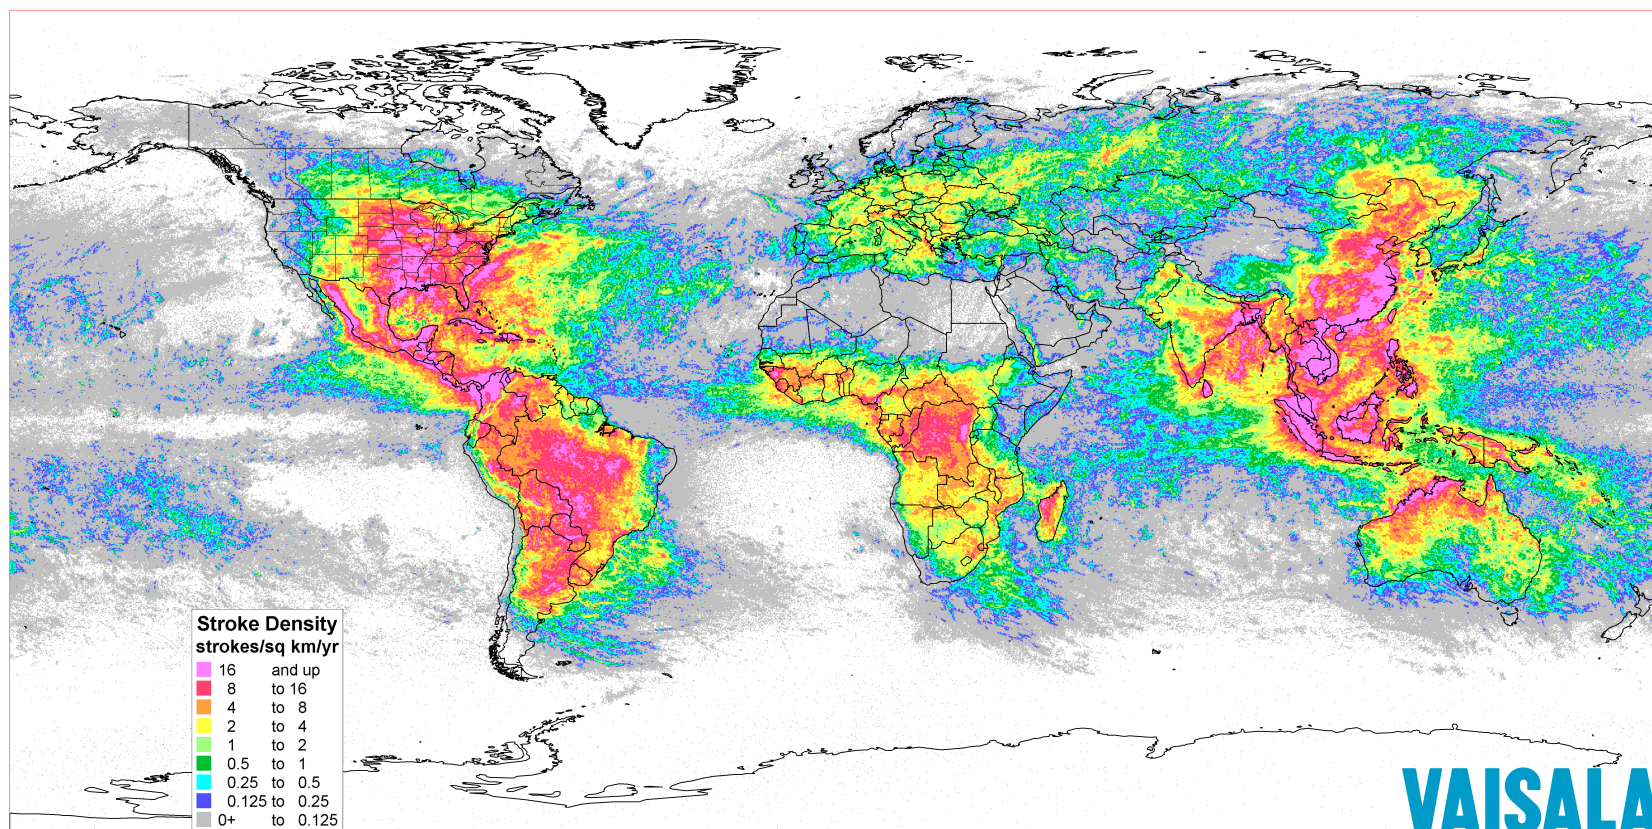 Stroke Density
strokes/sq km/yr
16 and up
8 to 16
4 to 8
2 to 4
1 to 2
0.5 to 1
0.25 to 0.5
0.125 to 0.25
0+ to 0.125
VAISALA